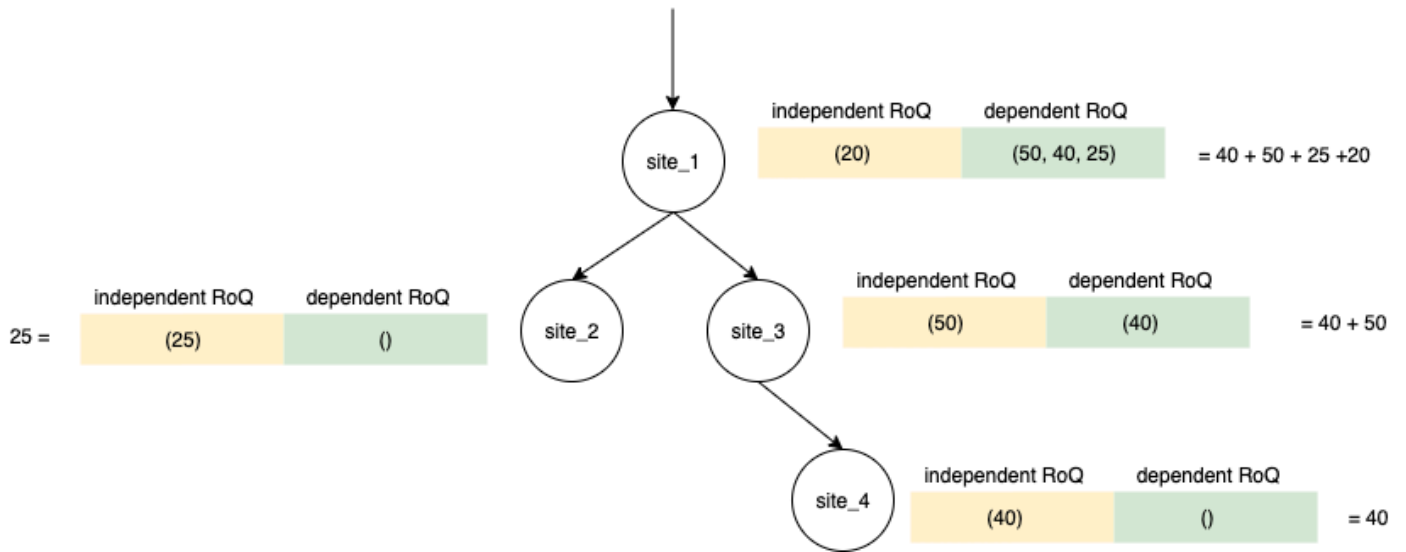 independent RoQ dependent RoQ
site_1 (20) (50, 40, 25) = 40 + 50 + 25 +20
independent RoQ dependent RoQ
independent RoQ dependent RoQ
25 = (25) () site_2 site_3 (50) (40) = 40 + 50
independent RoQ dependent RoQ
site_4 (40) () = 40